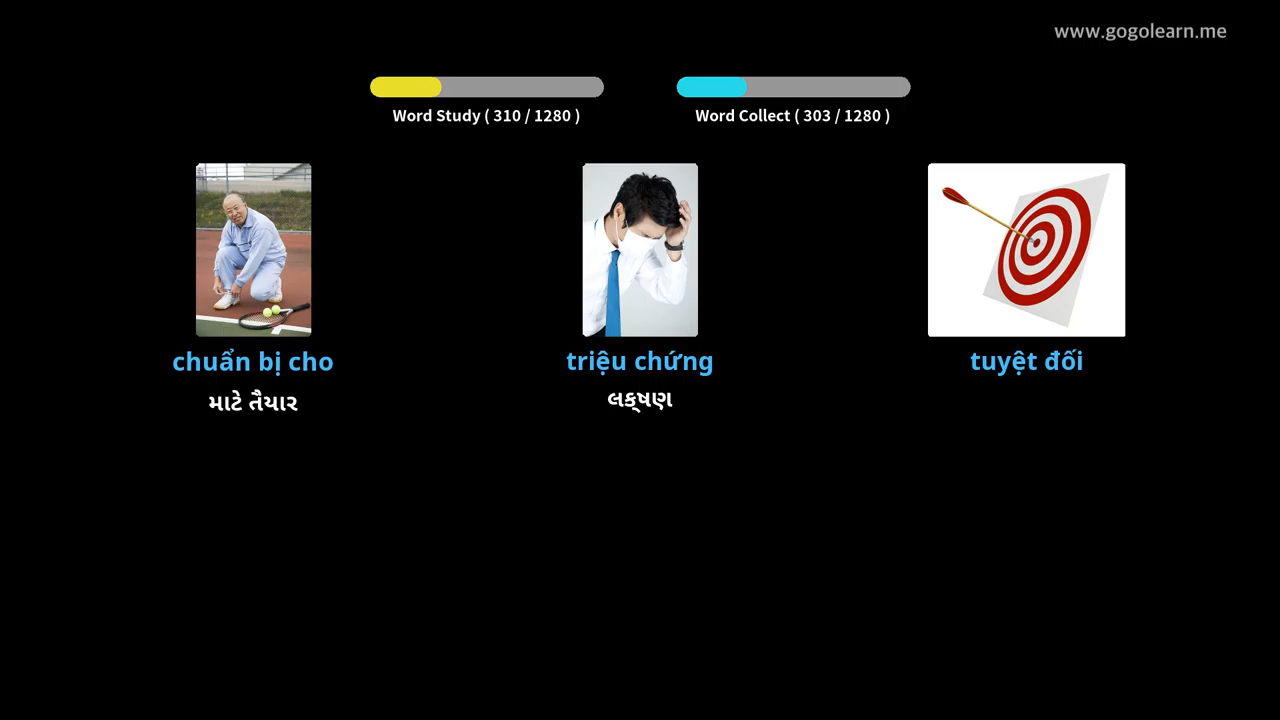 www.gogolearn.me
Word Study ( 310 / 1280 )
Word Collect ( 303 / 1280 )
chuẩn bị cho
માટે તૈયાર
triệu chứng
લક્ષણ
tuyệt đối